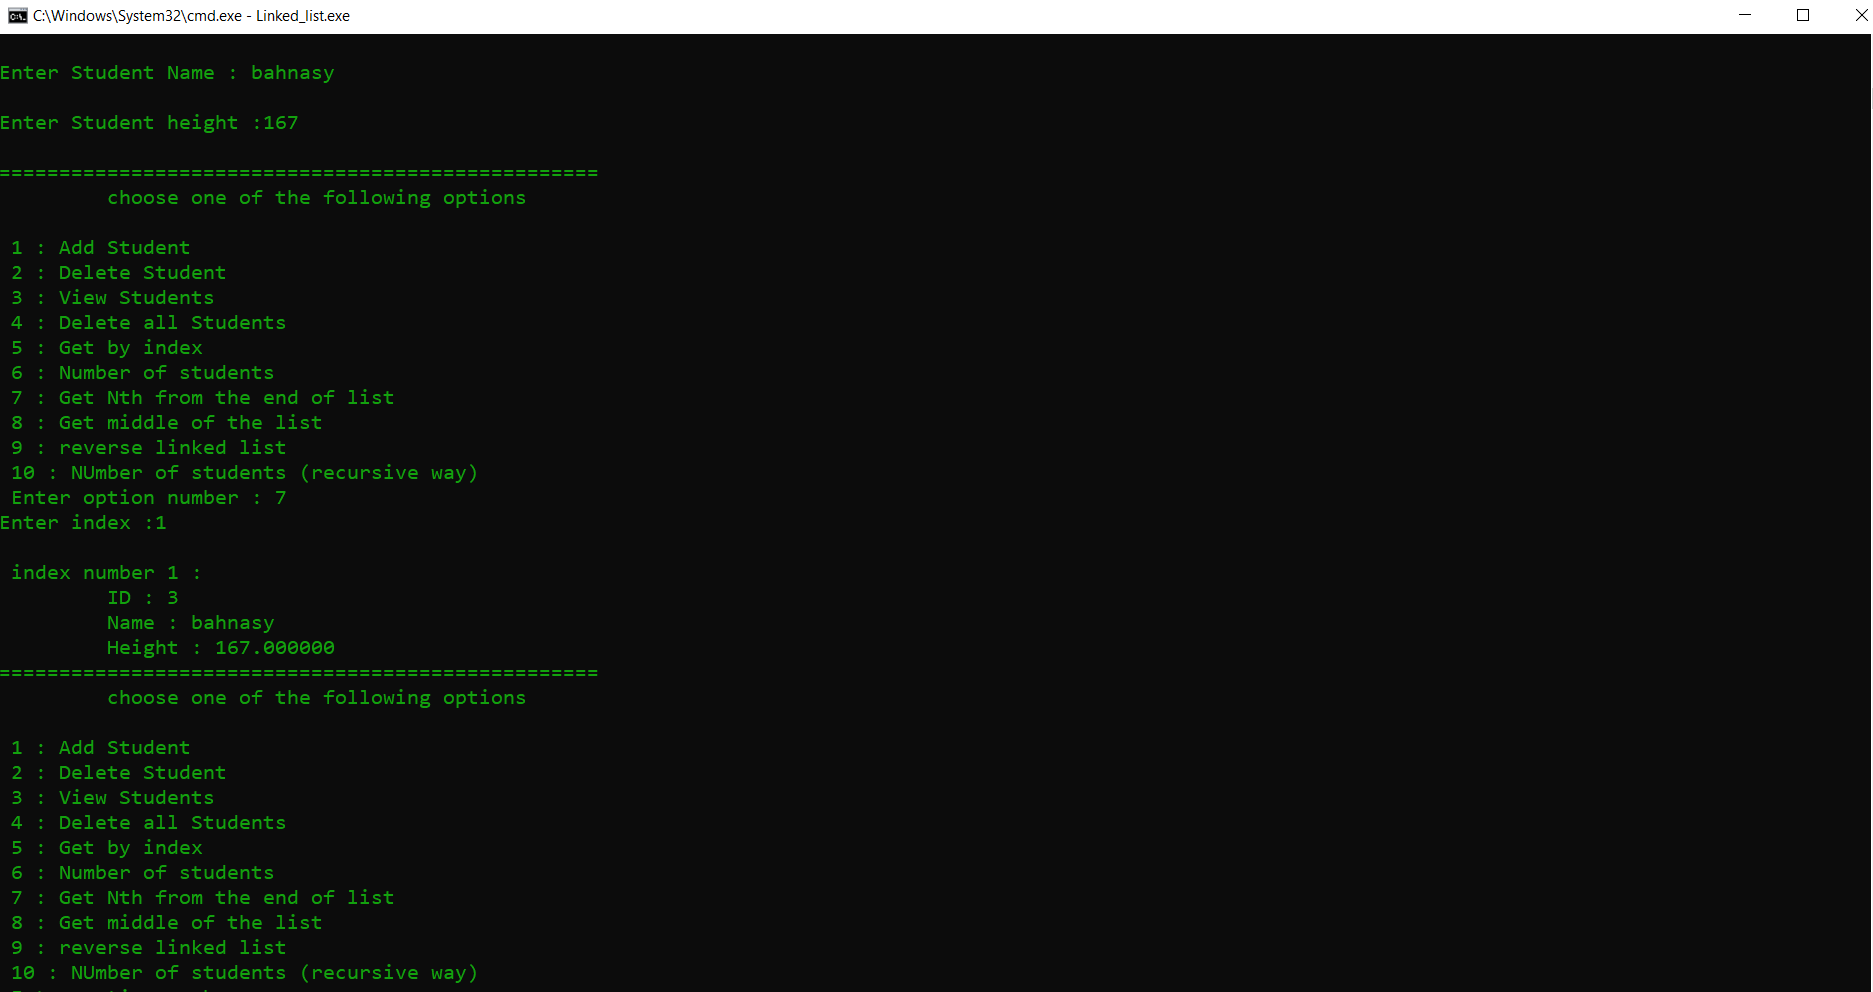 C:\Windows\System32\cmd.exe - Linked_list.exe
Enter Student Name : bahnasy
Enter Student height :167
==================================================
choose one of the following options
1 : Add Student
2 : Delete Student
3 : View Students
4 : Delete all Students
5 : Get by index
6 : Number of students
7 : Get Nth from the end of list
8 : Get middle of the list
9 : reverse linked list
10 : NUmber of students (recursive way)
Enter option number : 7
Enter index :1
index number 1 :
ID : 3
Name : bahnasy
Height : 167.000000
==================================================
choose one of the following options
1 : Add Student
2 : Delete Student
3 : View Students
4 : Delete all Students
5 : Get by index
6 : Number of students
7 : Get Nth from the end of list
8 : Get middle of the list
9 : reverse linked list
10 : NUmber of students (recursive way)